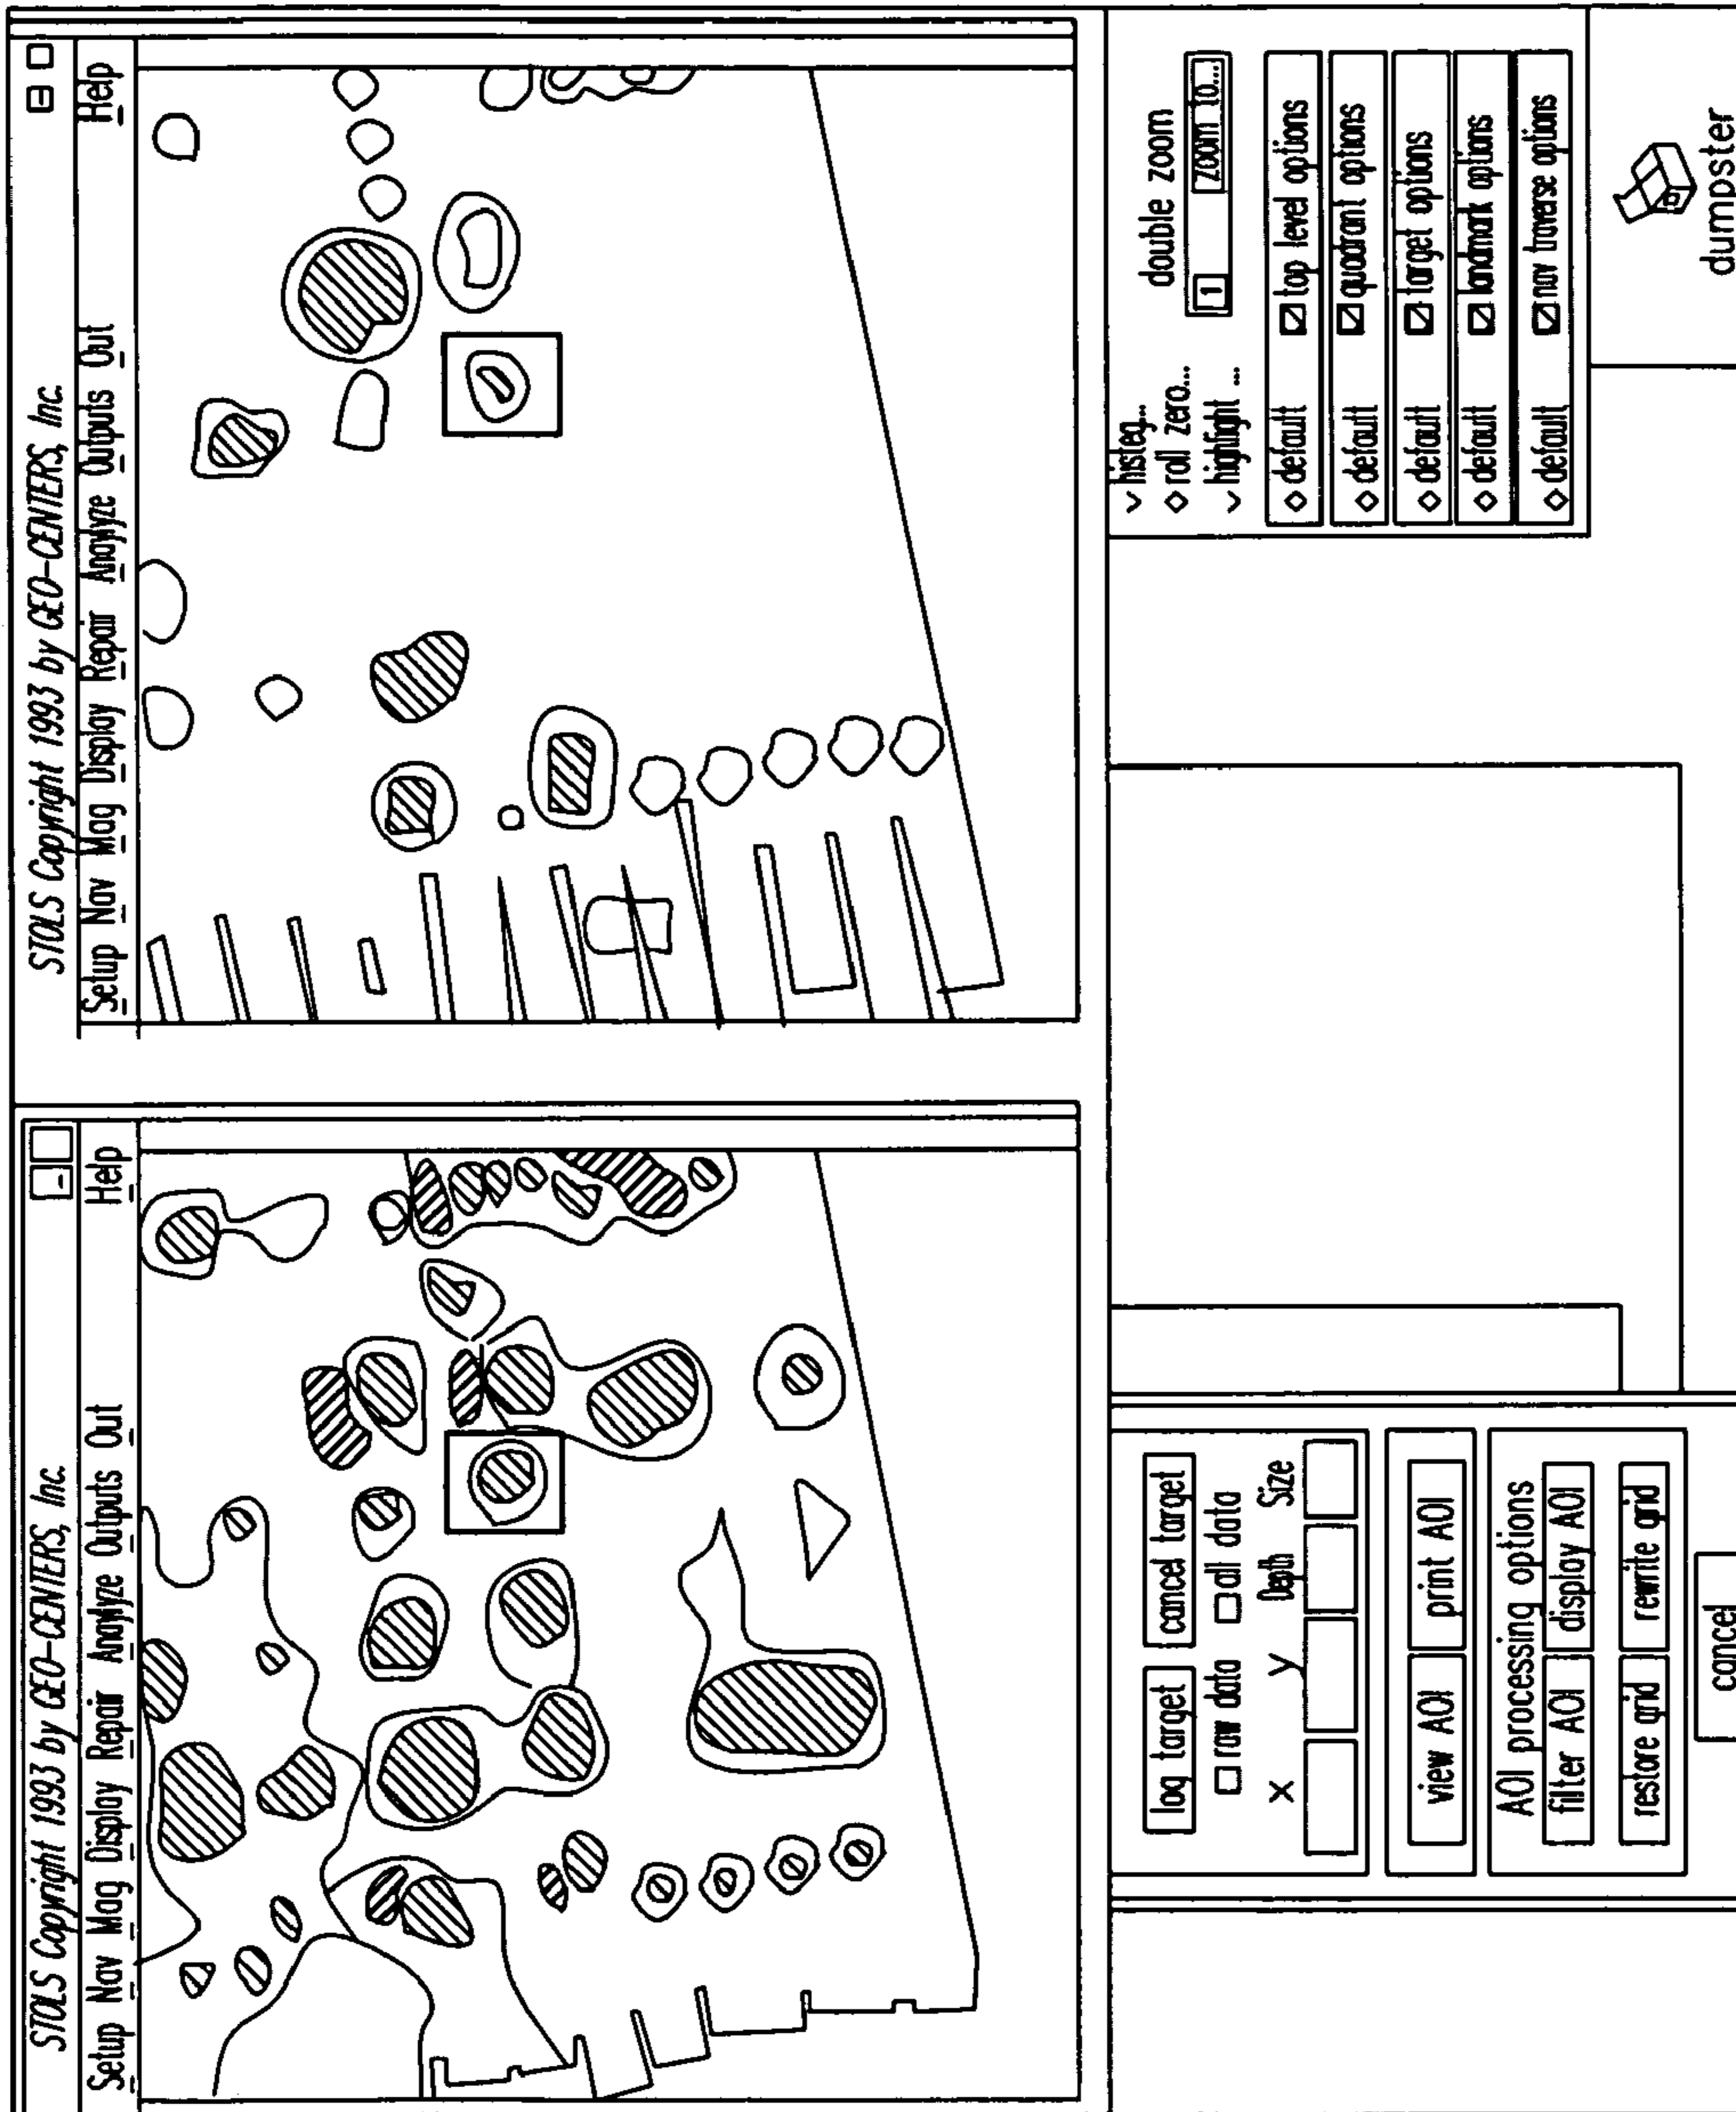 STOLS Copyright 1993 by GEO-CENTERS, Inc.
Setup Nav Mag Display Repair Analyze Outputs Out Help
STOLS Copyright 1993 by GEO-CENTERS, Inc.
Setup Nav Mag Display Repair Analyze Outputs Out Help
log target cancel target
raw data all data
X Y Depth Size
view AOI print AOI
AOI processing options
filter AOI display AOI
restore grid rewrite grid
cancel
histeq...
roll zero...
highlight ...
double zoom
1 zoom to...
default top level options
default quadrant options
default target options
default landmark options
default nav traverse options
dumpster